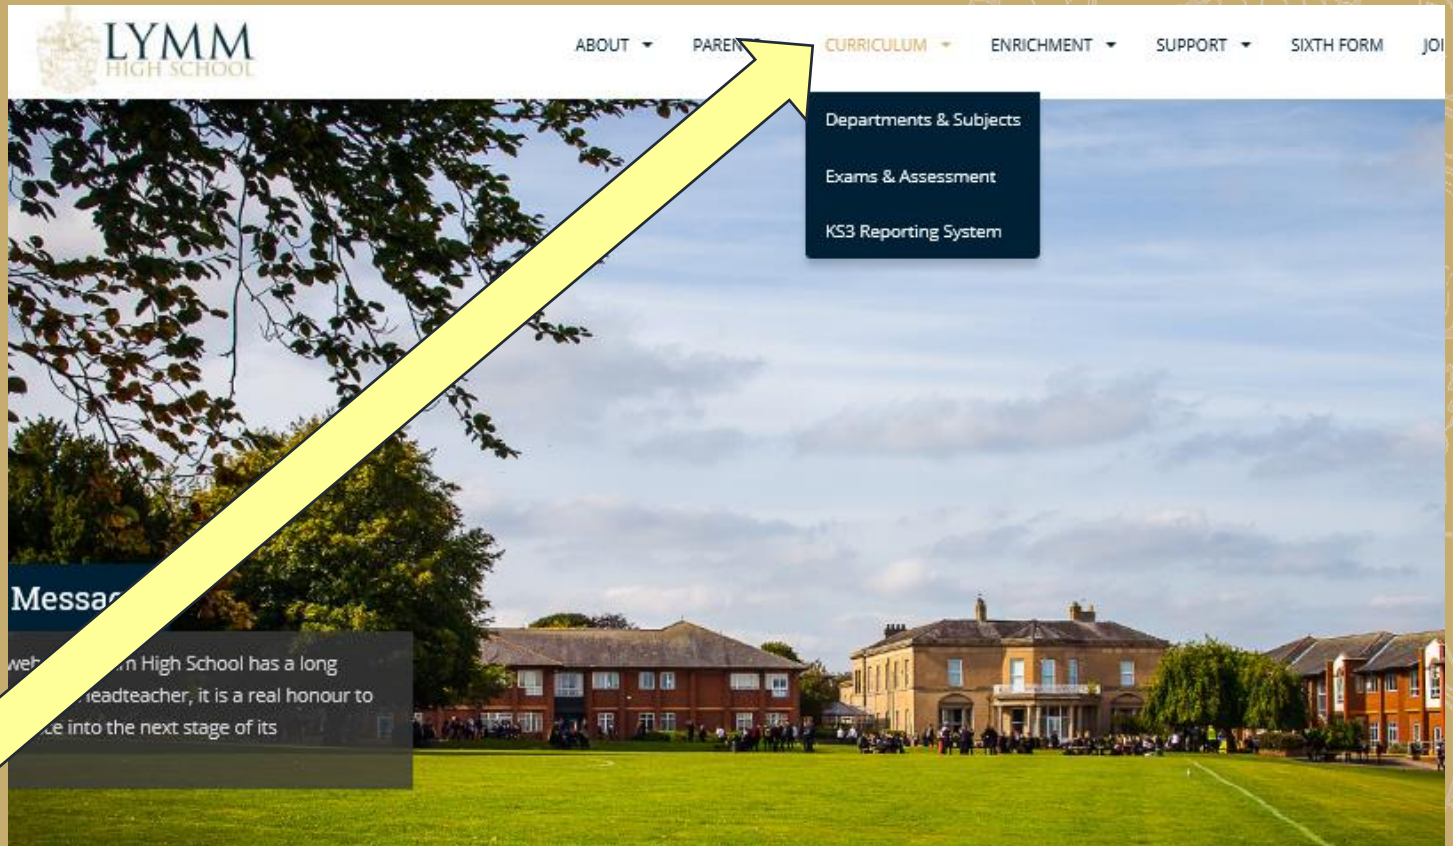 LYMM
HIGH SCHOOL
ABOUT
CURRICULUM
ENRICHMENT
SUPPORT
SIXTH FORM
Departments & Subjects
Exams & Assessment
KS3 Reporting System
High School has a long
it is a real honour to
into the next stage of its